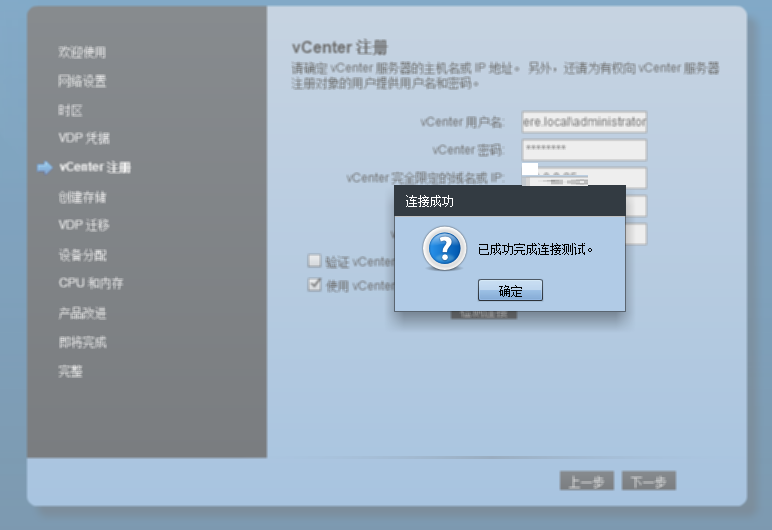 欢迎使用
网络设置
时区
VDP 凭据
vCenter 注册
创建存储
VDP 迁移
设备分配
CPU 和内存
产品改进
即将完成
完整
vCenter 注册
请确定 vCenter 服务器的主机名或 IP 地址。 另外，还请为有权向 vCenter 服务器
注册对象的用户提供用户名和密码。
vCenter 用户名: ere.local\administrator
vCenter 密码: ********
vCenter 完全限定的域名或 IP:
连接成功
已成功完成连接测试。
确定
验证 vCenter
使用 vCenter
上一步 下一步